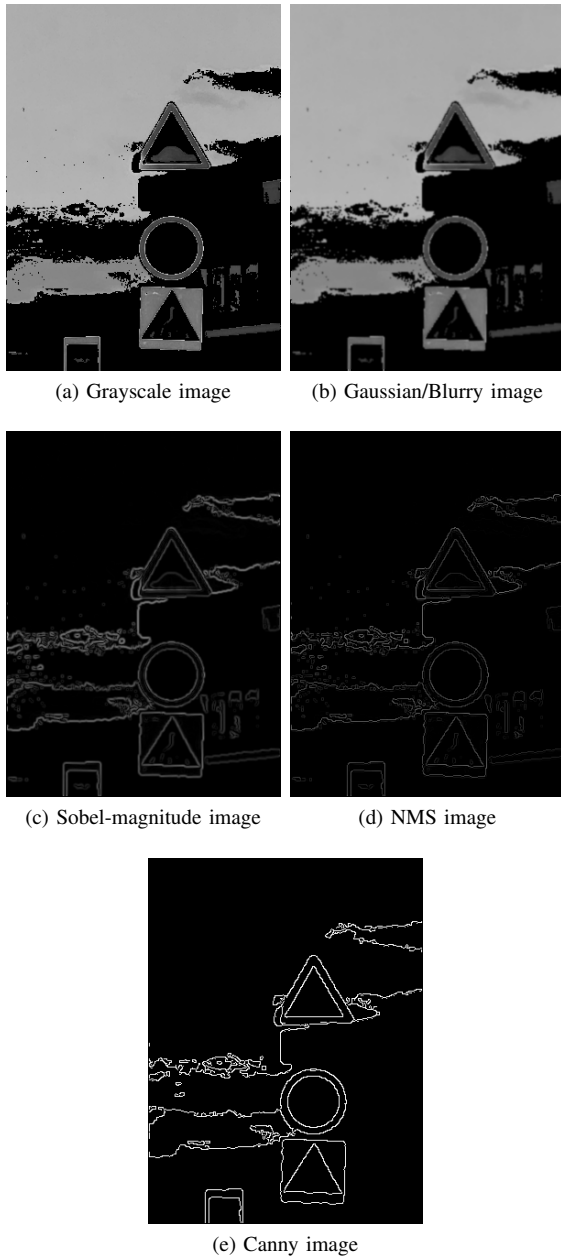 (a) Grayscale image
(b) Gaussian/Blurry image
(c) Sobel-magnitude image
(d) NMS image
(e) Canny image